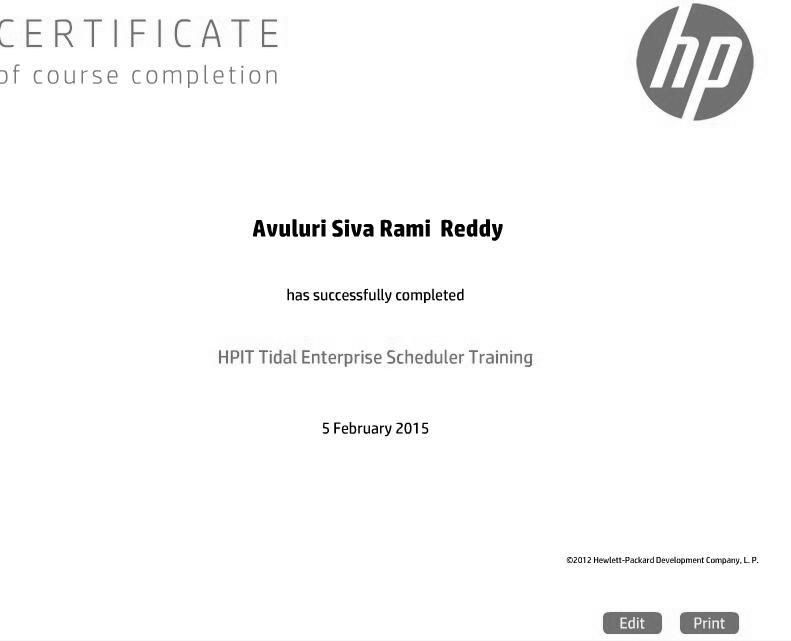 CERTIFICATE
of course completion
hp
Avuluri Siva Rami  Reddy
has successfully completed
HPIT Tidal Enterprise Scheduler Training
5 February 2015
©2012 Hewlett-Packard Development Company, L. P.
Edit
Print